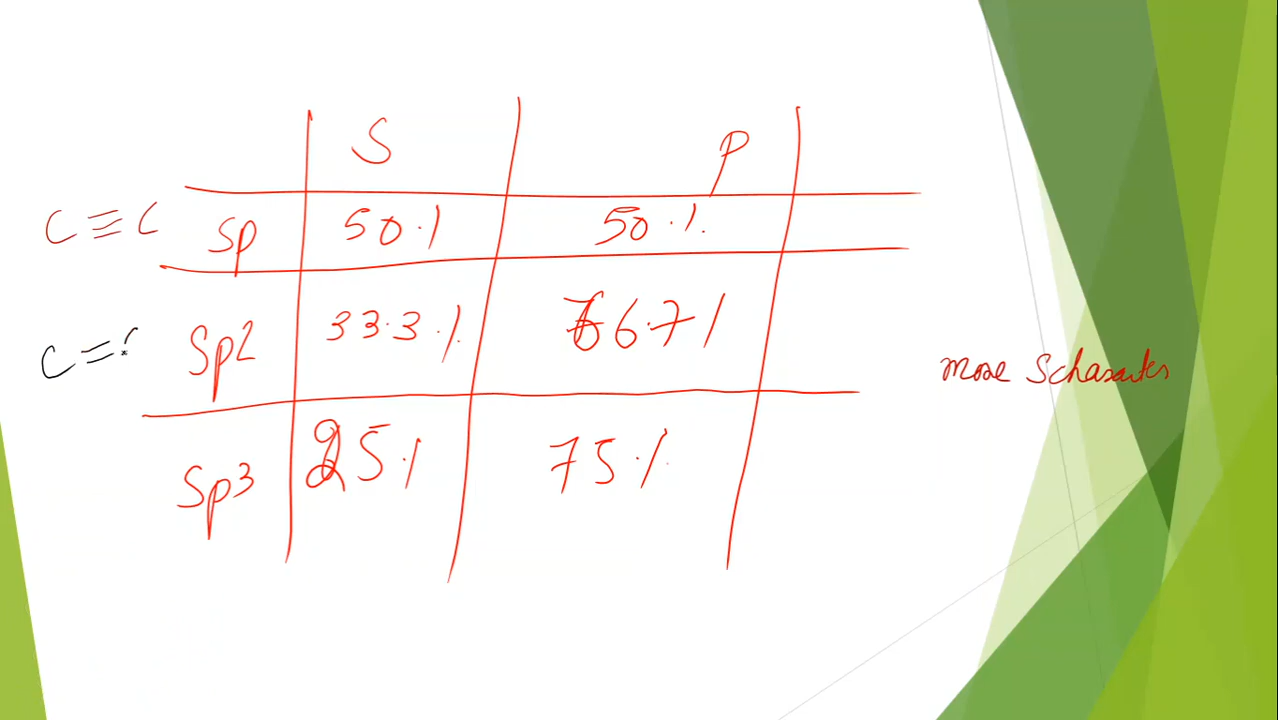 S P
C≡C sp 50·/ 50·/.
C= sp2 33.3·/. 66.7/
sp3 25·/ 75·/.
more S character